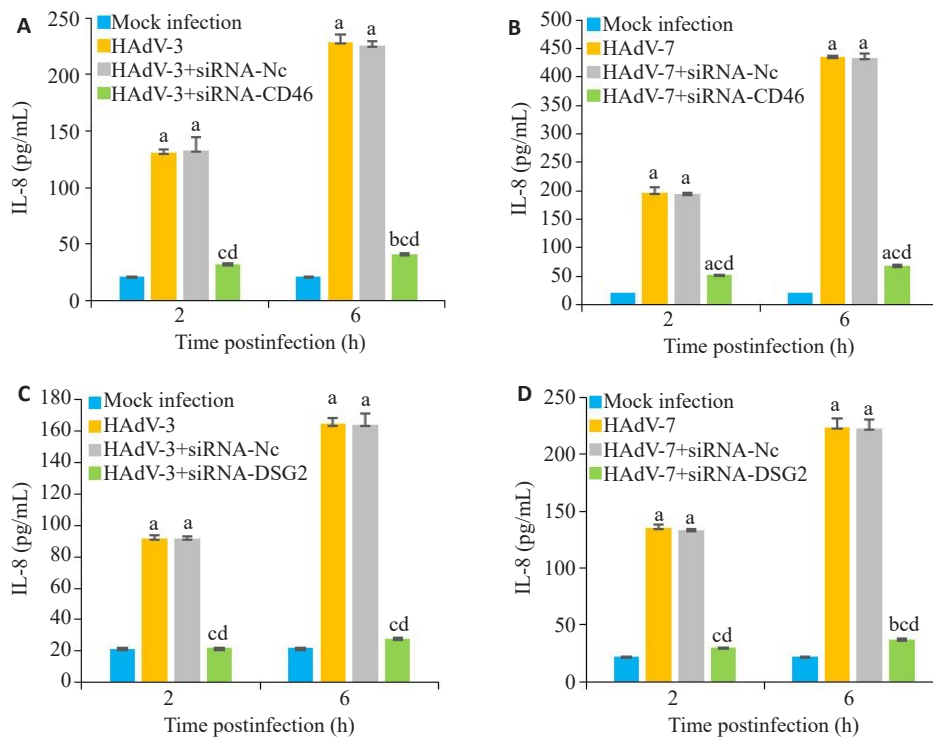 A
IL-8 (pg/mL)
250
200
150
100
50
0
Mock infection
HAdV-3
HAdV-3+siRNA-Nc
HAdV-3+siRNA-CD46
a a
cd
a a
bcd
2 6
Time postinfection (h)
B
IL-8 (pg/mL)
500
450
400
350
300
250
200
150
100
50
0
Mock infection
HAdV-7
HAdV-7+siRNA-Nc
HAdV-7+siRNA-CD46
a a
acd
a a
acd
2 6
Time postinfection (h)
C
IL-8 (pg/mL)
180
160
140
120
100
80
60
40
20
0
Mock infection
HAdV-3
HAdV-3+siRNA-Nc
HAdV-3+siRNA-DSG2
a a
cd
a a
cd
2 6
Time postinfection (h)
D
IL-8 (pg/mL)
250
200
150
100
50
0
Mock infection
HAdV-7
HAdV-7+siRNA-Nc
HAdV-7+siRNA-DSG2
a a
cd
a a
bcd
2 6
Time postinfection (h)